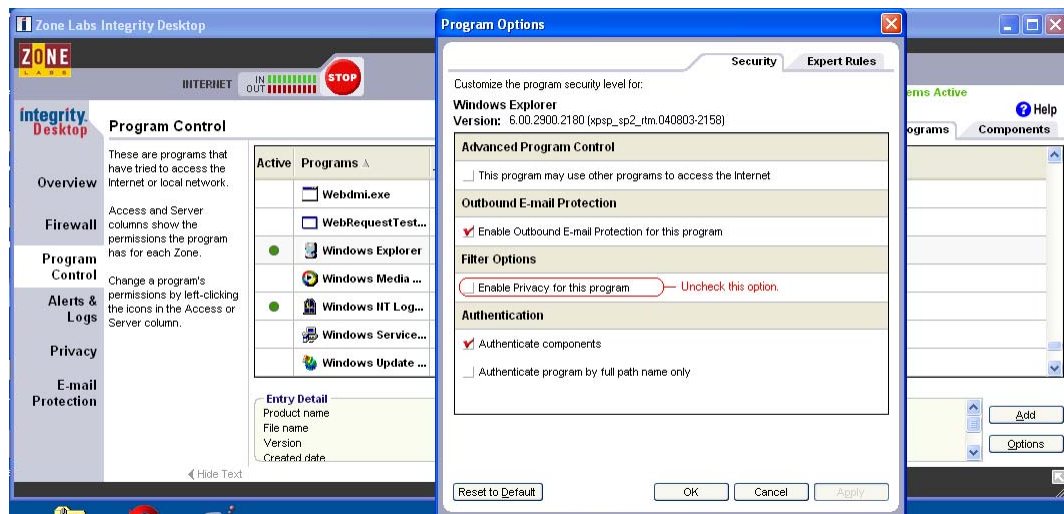 Zone Labs Integrity Desktop
ZONE
LABS
INTERNET
IN
OUT
STOP
ems Active
Help
integrity.
Desktop
Program Control
ograms
Components
Overview
Firewall
Program
Control
Alerts &
Logs
Privacy
E-mail
Protection
These are programs that
have tried to access the
Internet or local network.
Access and Server
columns show the
permissions the program
has for each Zone.
Change a program's
permissions by left-clicking
the icons in the Access or
Server column.
Hide Text
Active Programs
Webdmi.exe
WebRequestTest...
Windows Explorer
Windows Media ...
Windows NT Log...
Windows Service...
Windows Update ...
Entry Detail
Product name
File name
Version
Created date
Add
Options
Program Options
Security
Expert Rules
Customize the program security level for:
Windows Explorer
Version: 6.00.2900.2180 (xpsp_sp2_rtm.040803-2158)
Advanced Program Control
This program may use other programs to access the Internet
Outbound E-mail Protection
Enable Outbound E-mail Protection for this program
Filter Options
Enable Privacy for this program
Uncheck this option.
Authentication
Authenticate components
Authenticate program by full path name only
Reset to Default
OK
Cancel
Apply